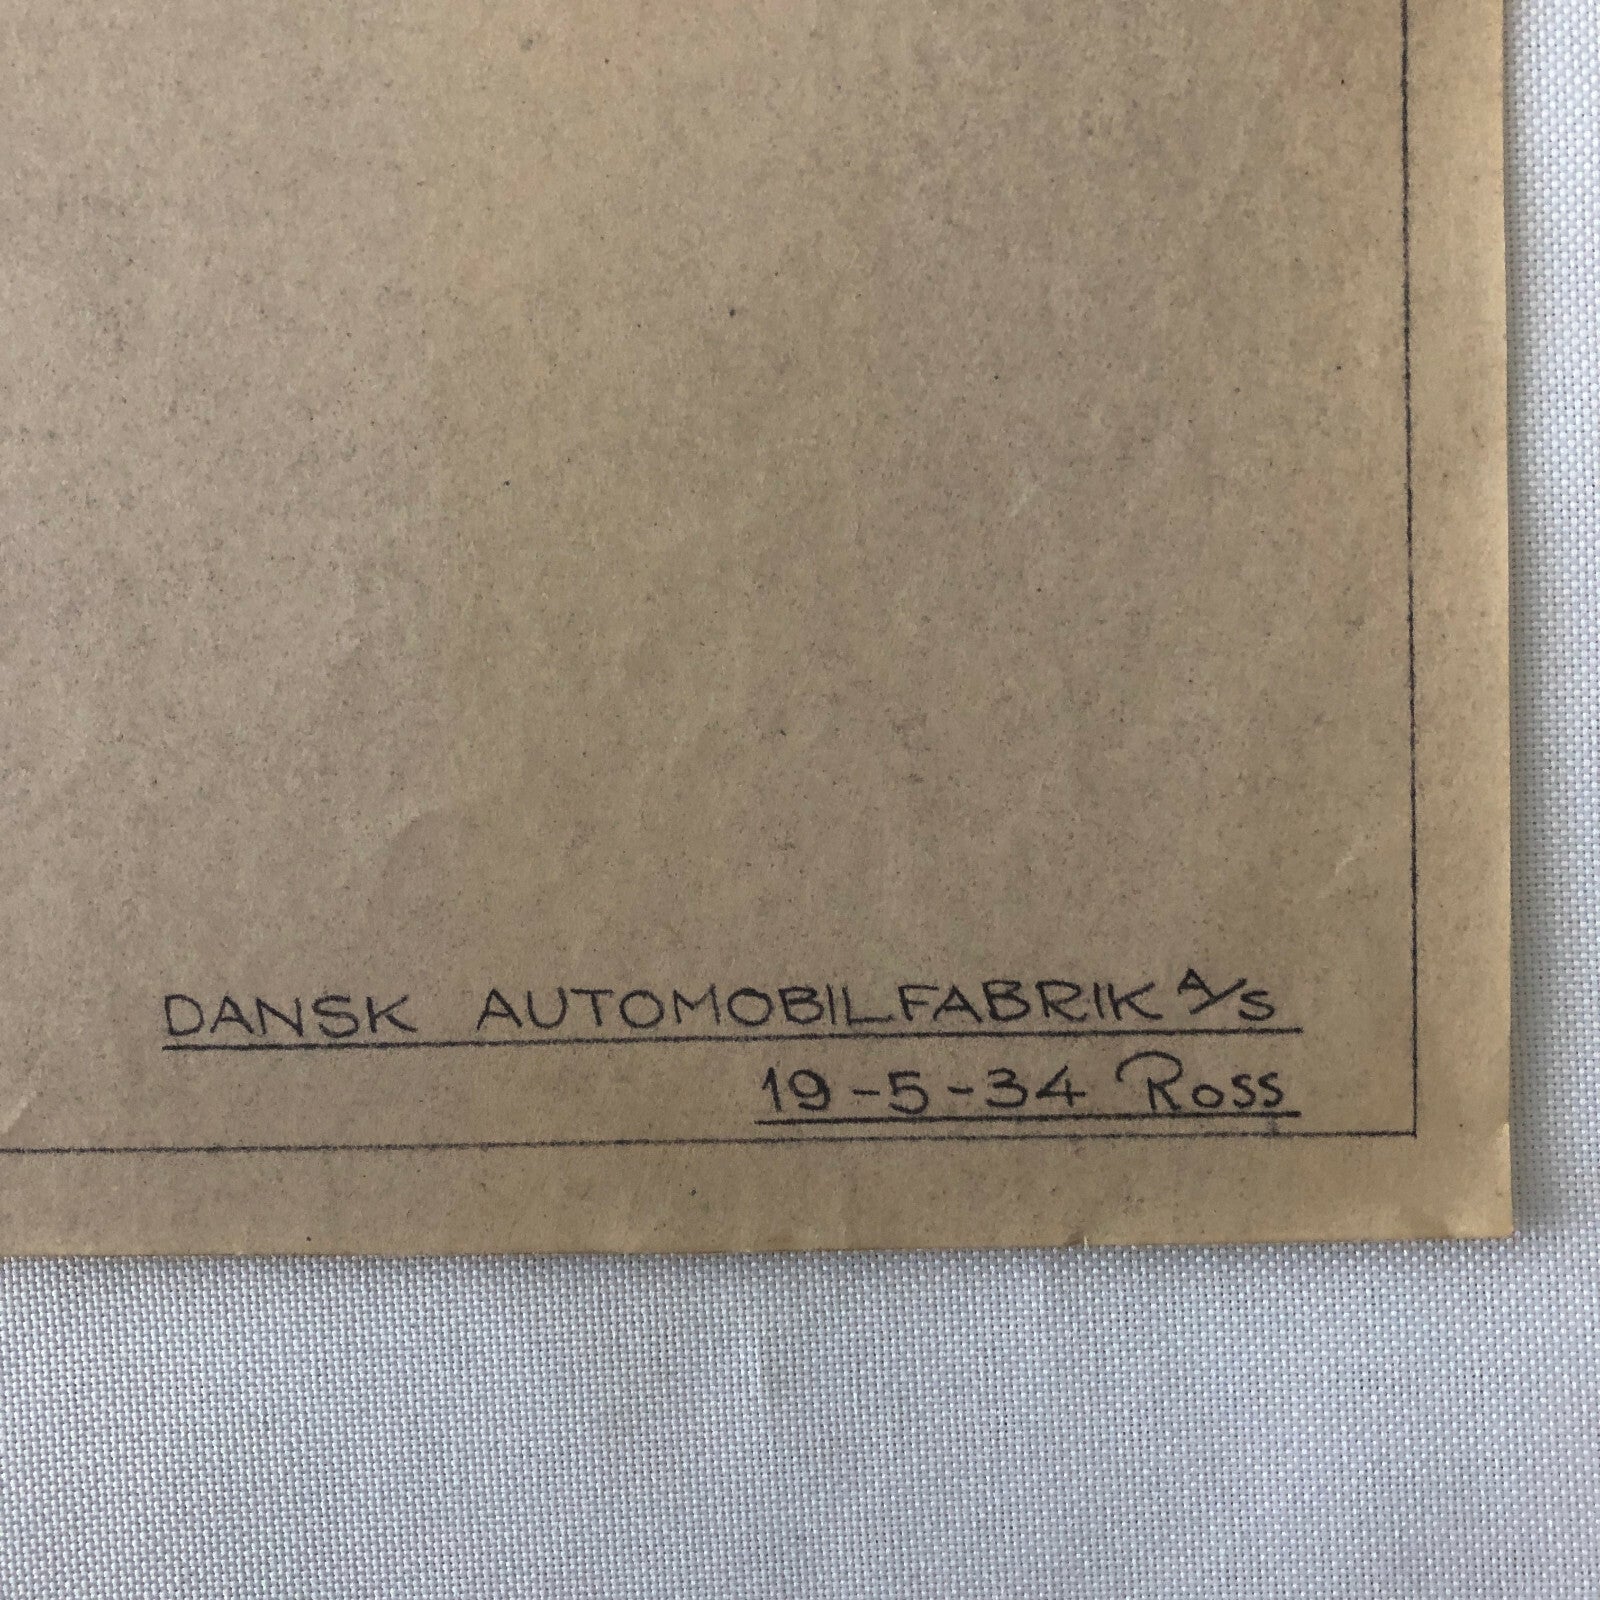 DANSK AUTOMOBILFABRIK A/S
19-5-34 Ross